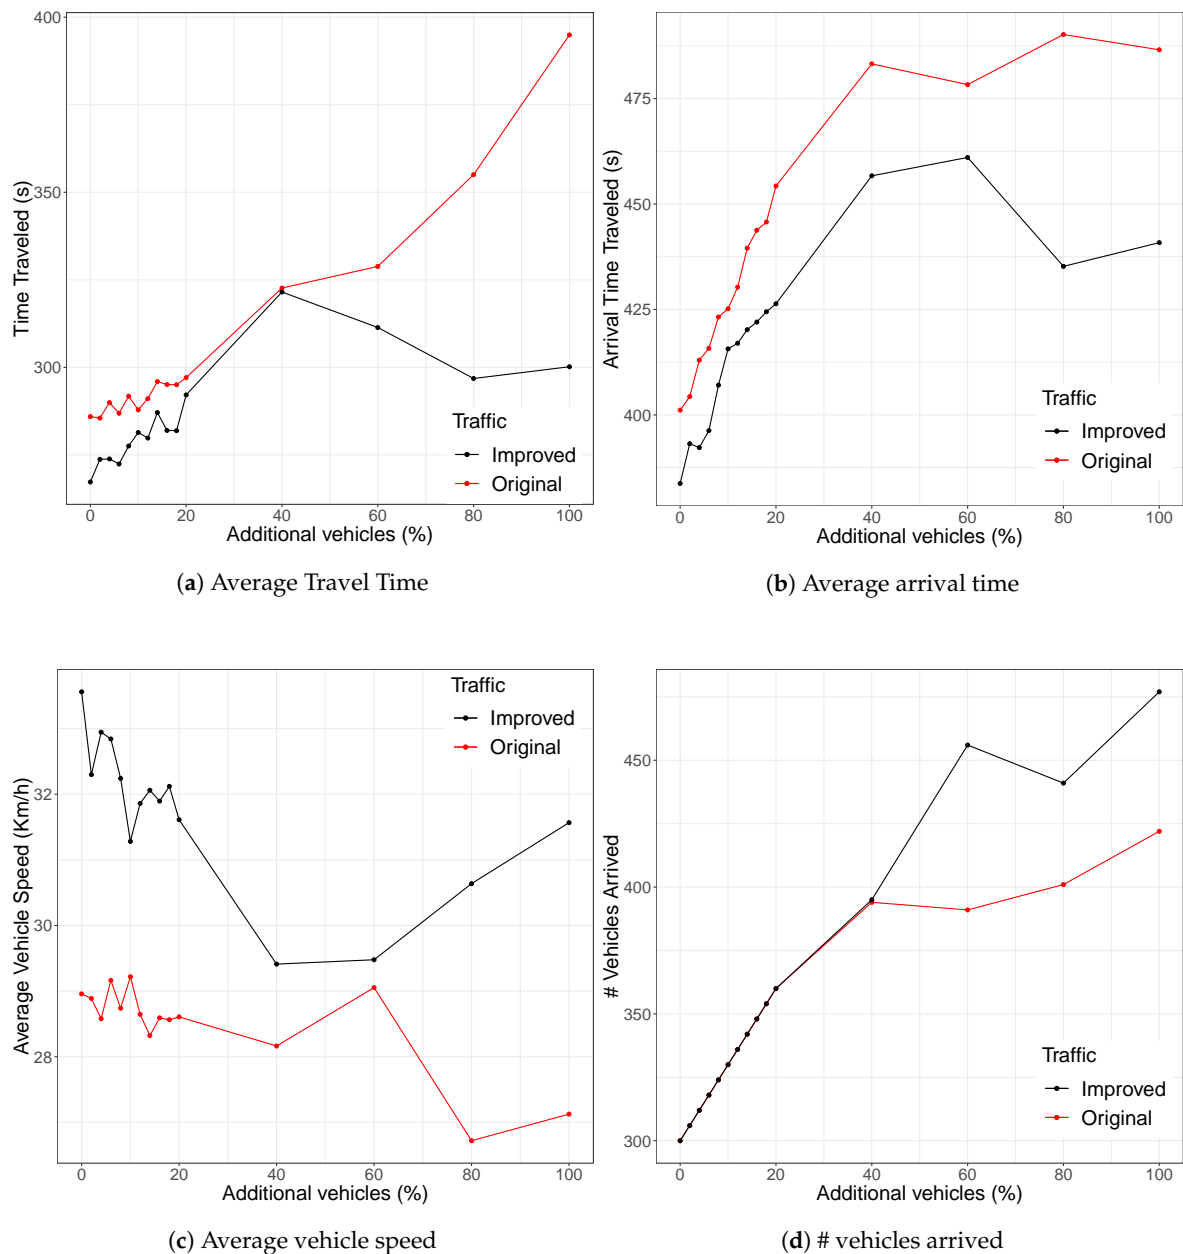 400
350
300
Time Traveled (s)
Traffic
Improved
Original
0 20 40 60 80 100
Additional vehicles (%)
(a) Average Travel Time
475
450
425
400
Arrival Time Traveled (s)
Traffic
Improved
Original
0 20 40 60 80 100
Additional vehicles (%)
(b) Average arrival time
32
30
28
Average Vehicle Speed (Km/h)
Traffic
Improved
Original
0 20 40 60 80 100
Additional vehicles (%)
(c) Average vehicle speed
450
400
350
300
# Vehicles Arrived
Traffic
Improved
Original
0 20 40 60 80 100
Additional vehicles (%)
(d) # vehicles arrived